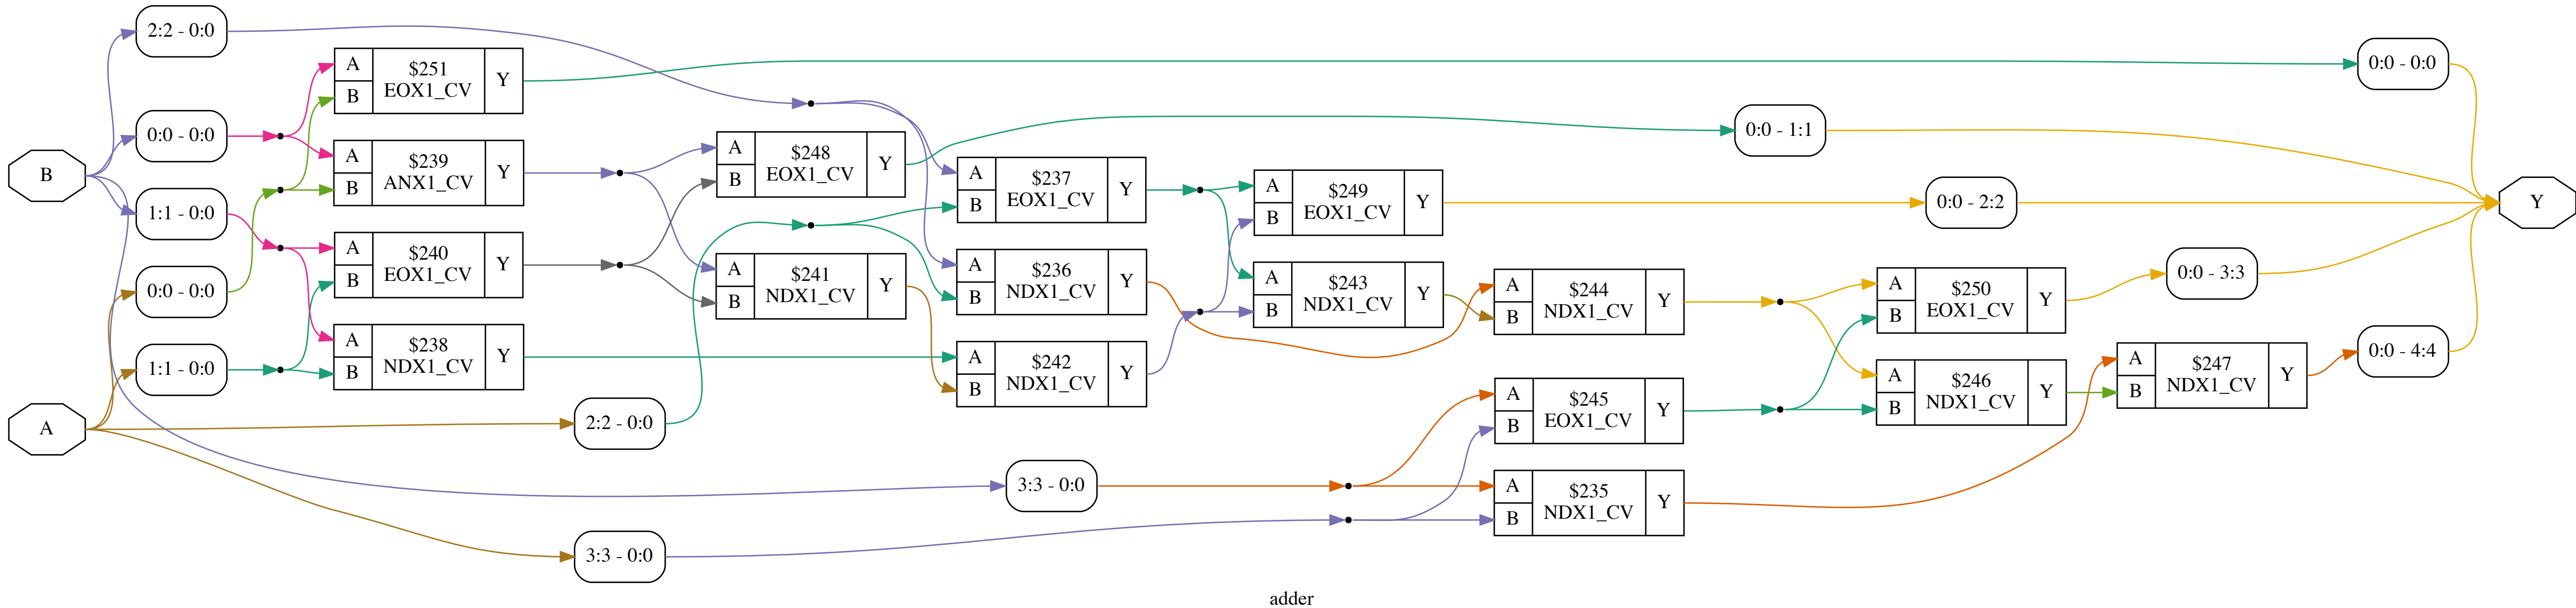 B
A
2:2 - 0:0
0:0 - 0:0
1:1 - 0:0
0:0 - 0:0
1:1 - 0:0
A
B
$251
EOX1_CV
Y
A
B
$239
ANX1_CV
Y
A
B
$240
EOX1_CV
Y
A
B
$238
NDX1_CV
Y
2:2 - 0:0
3:3 - 0:0
A
B
$248
EOX1_CV
Y
A
B
$241
NDX1_CV
Y
A
B
$237
EOX1_CV
Y
A
B
$236
NDX1_CV
Y
A
B
$242
NDX1_CV
Y
3:3 - 0:0
A
B
$249
EOX1_CV
Y
A
B
$243
NDX1_CV
Y
A
B
$244
NDX1_CV
Y
A
B
$245
EOX1_CV
Y
A
B
$235
NDX1_CV
Y
0:0 - 1:1
0:0 - 2:2
A
B
$250
EOX1_CV
Y
A
B
$246
NDX1_CV
Y
0:0 - 3:3
A
B
$247
NDX1_CV
Y
0:0 - 0:0
0:0 - 4:4
Y
adder